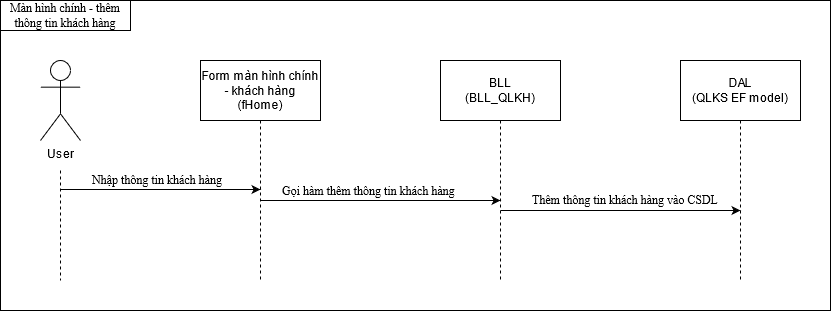 Màn hình chính - thêm
thông tin khách hàng
Form màn hình chính
- khách hàng
(fHome)
BLL
(BLL_QLKH)
DAL
(QLKS EF model)
User
Nhập thông tin khách hàng
Gọi hàm thêm thông tin khách hàng
Thêm thông tin khách hàng vào CSDL